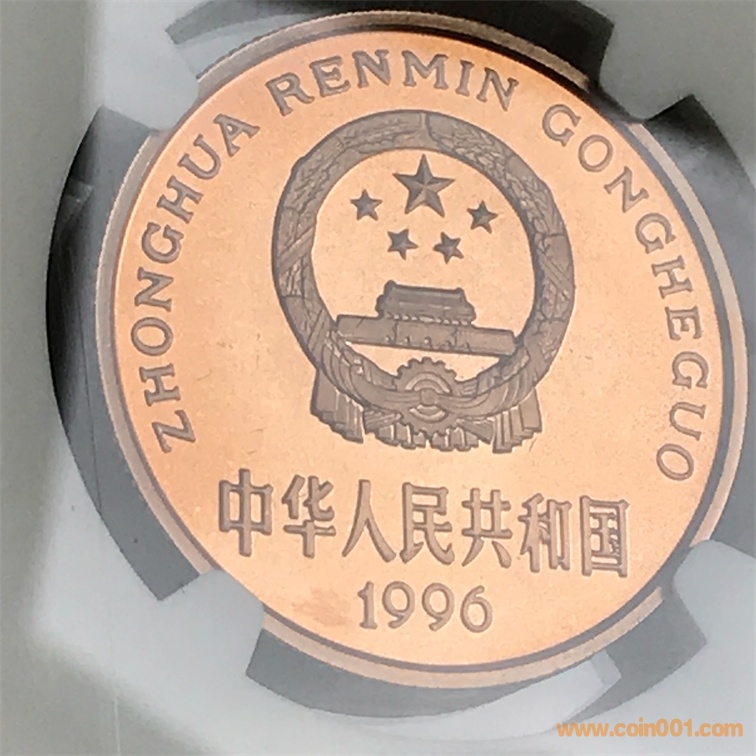 ZHONGHUA RENMIN GONGHEGUO
中华人民共和国
1996
www.coin001.com